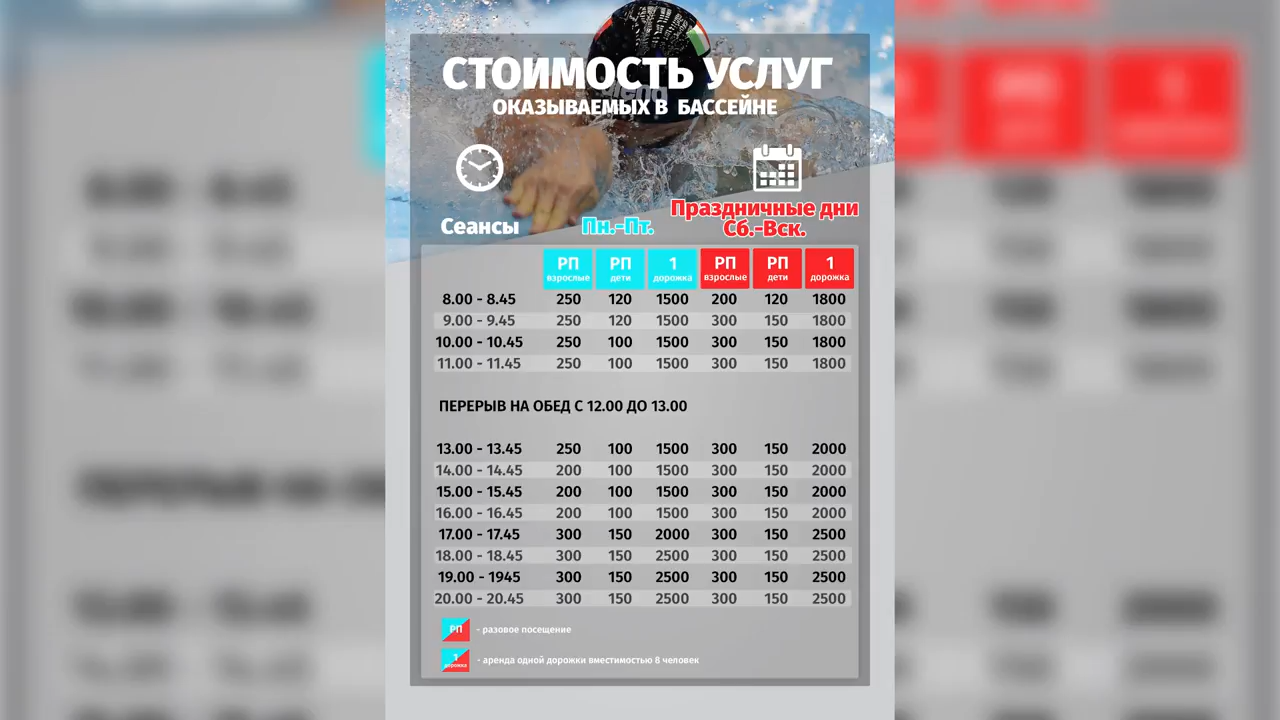 СТОИМОСТЬ УСЛУГ
ОКАЗЫВАЕМЫХ В БАССЕЙНЕ
Праздничные дни
Сеансы Пн.-Пт. Сб.-Вск.
РП РП 1 РП РП 1
взрослые дети дорожка взрослые дети дорожка
8.00 - 8.45 250 120 1500 200 120 1800
9.00 - 9.45 250 120 1500 300 150 1800
10.00 - 10.45 250 100 1500 300 150 1800
11.00 - 11.45 250 100 1500 300 150 1800
ПЕРЕРЫВ НА ОБЕД С 12.00 ДО 13.00
13.00 - 13.45 250 100 1500 300 150 2000
14.00 - 14.45 200 100 1500 300 150 2000
15.00 - 15.45 200 100 1500 300 150 2000
16.00 - 16.45 200 100 1500 300 150 2000
17.00 - 17.45 300 150 2000 300 150 2500
18.00 - 18.45 300 150 2500 300 150 2500
19.00 - 1945 300 150 2500 300 150 2500
20.00 - 20.45 300 150 2500 300 150 2500
РП - разовое посещение
1 дорожка - аренда одной дорожки вместимостью 8 человек